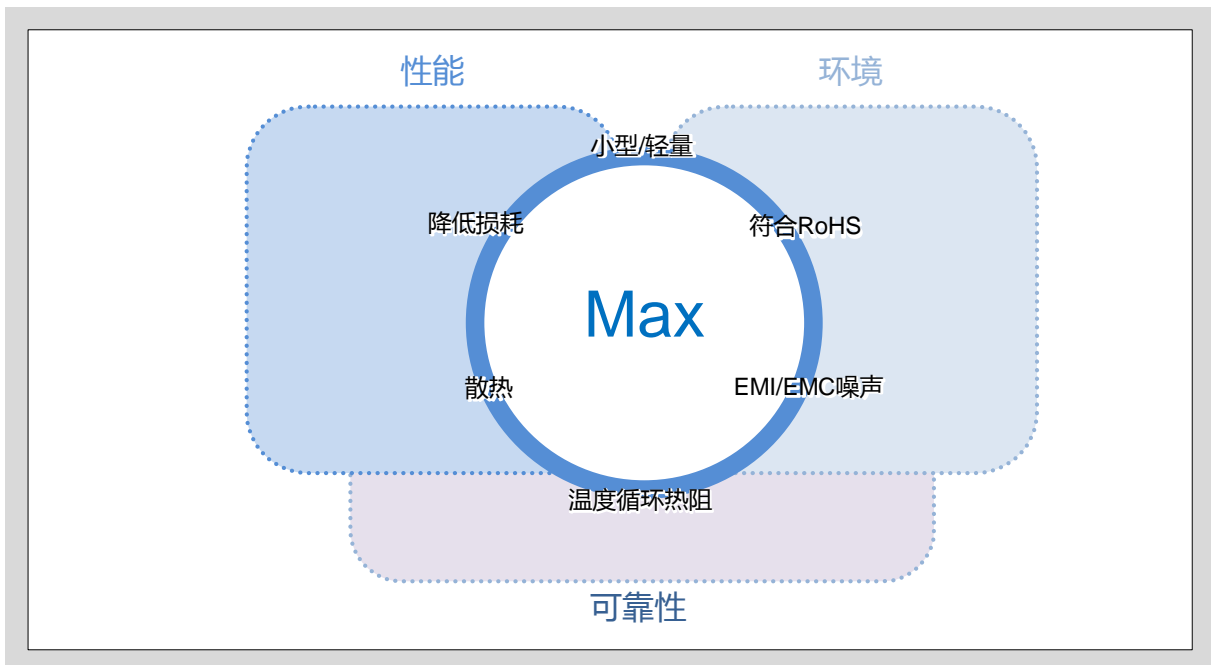 性能
环境
小型/轻量
降低损耗
符合RoHS
Max
散热
EMI/EMC噪声
温度循环热阻
可靠性